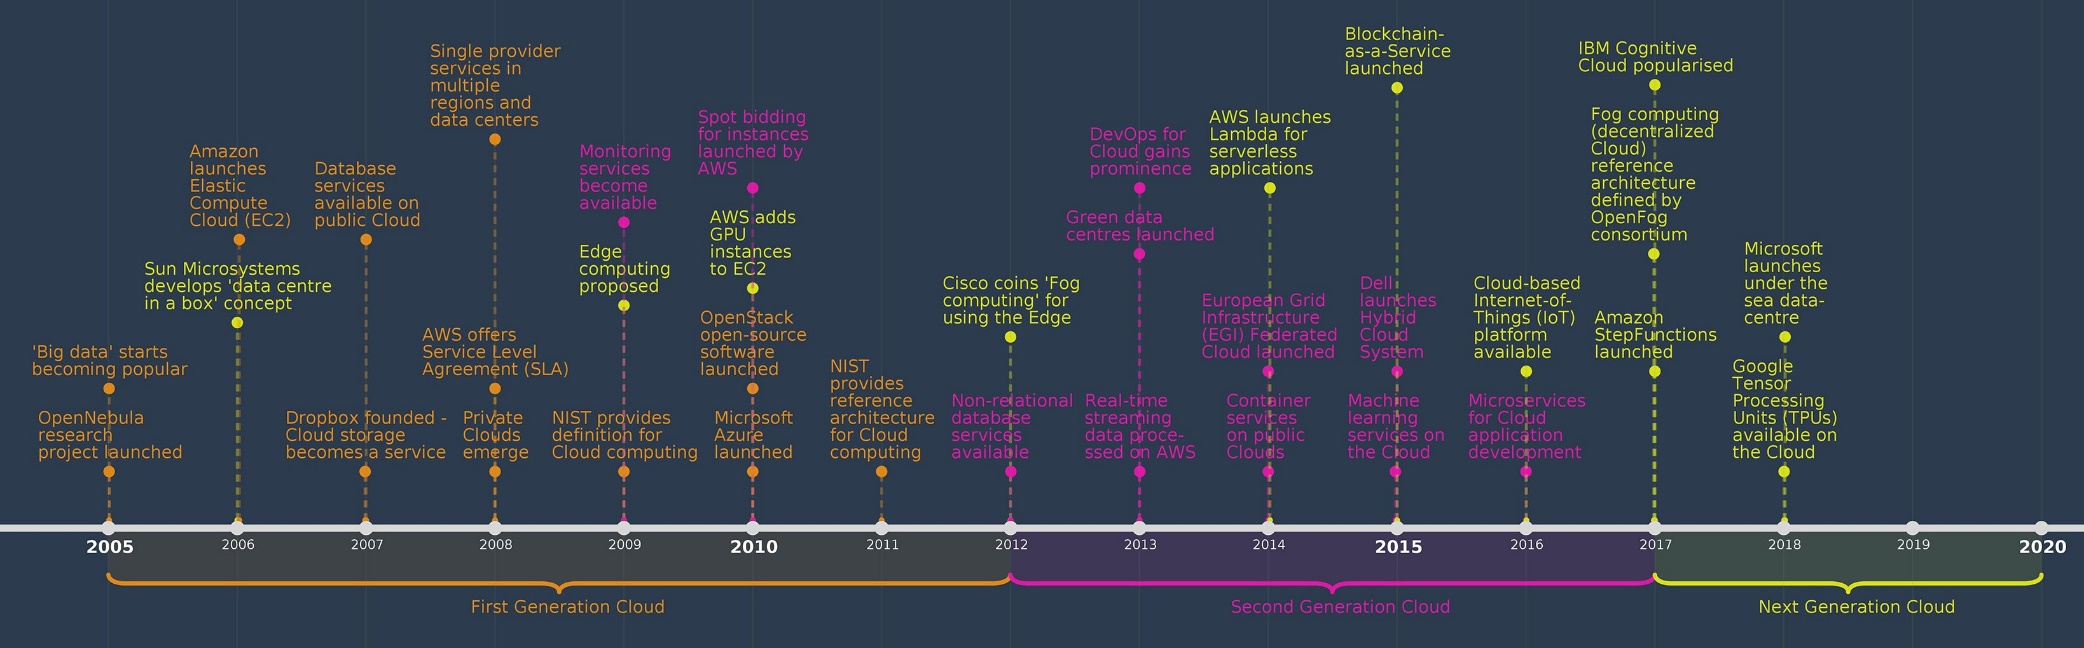 'Big data' starts
becoming popular
OpenNebula
research
project launched
Amazon
launches
Elastic
Compute
Cloud (EC2)
Sun Microsystems
develops 'data centre
in a box' concept
Database
services
available on
public Cloud
Dropbox founded -
Cloud storage
becomes a service
Single provider
services in
multiple
regions and
data centers
AWS offers
Service Level
Agreement (SLA)
Private
Clouds
emerge
Monitoring
services
become
available
Edge
computing
proposed
NIST provides
definition for
Cloud computing
Spot bidding
for instances
launched by
AWS
AWS adds
GPU
instances
to EC2
OpenStack
open-source
software
launched
Microsoft
Azure
launched
NIST
provides
reference
architecture
for Cloud
computing
Cisco coins 'Fog
computing' for
using the Edge
Non-relational
database
services
available
DevOps for
Cloud gains
prominence
Green data
centres launched
Real-time
streaming
data proce-
ssed on AWS
AWS launches
Lambda for
serverless
applications
European Grid
Infrastructure
(EGI) Federated
Cloud launched
Container
services
on public
Clouds
Blockchain-
as-a-Service
launched
Dell
launches
Hybrid
Cloud
System
Machine
learning
services on
the Cloud
Cloud-based
Internet-of-
Things (IoT)
platform
available
Microservices
for Cloud
application
development
IBM Cognitive
Cloud popularised
Fog computing
(decentralized
Cloud)
reference
architecture
defined by
OpenFog
consortium
Amazon
StepFunctions
launched
Microsoft
launches
under the
sea data-
centre
Google
Tensor
Processing
Units (TPUs)
available on
the Cloud
2005 2006 2007 2008 2009 2010 2011 2012 2013 2014 2015 2016 2017 2018 2019 2020
First Generation Cloud
Second Generation Cloud
Next Generation Cloud